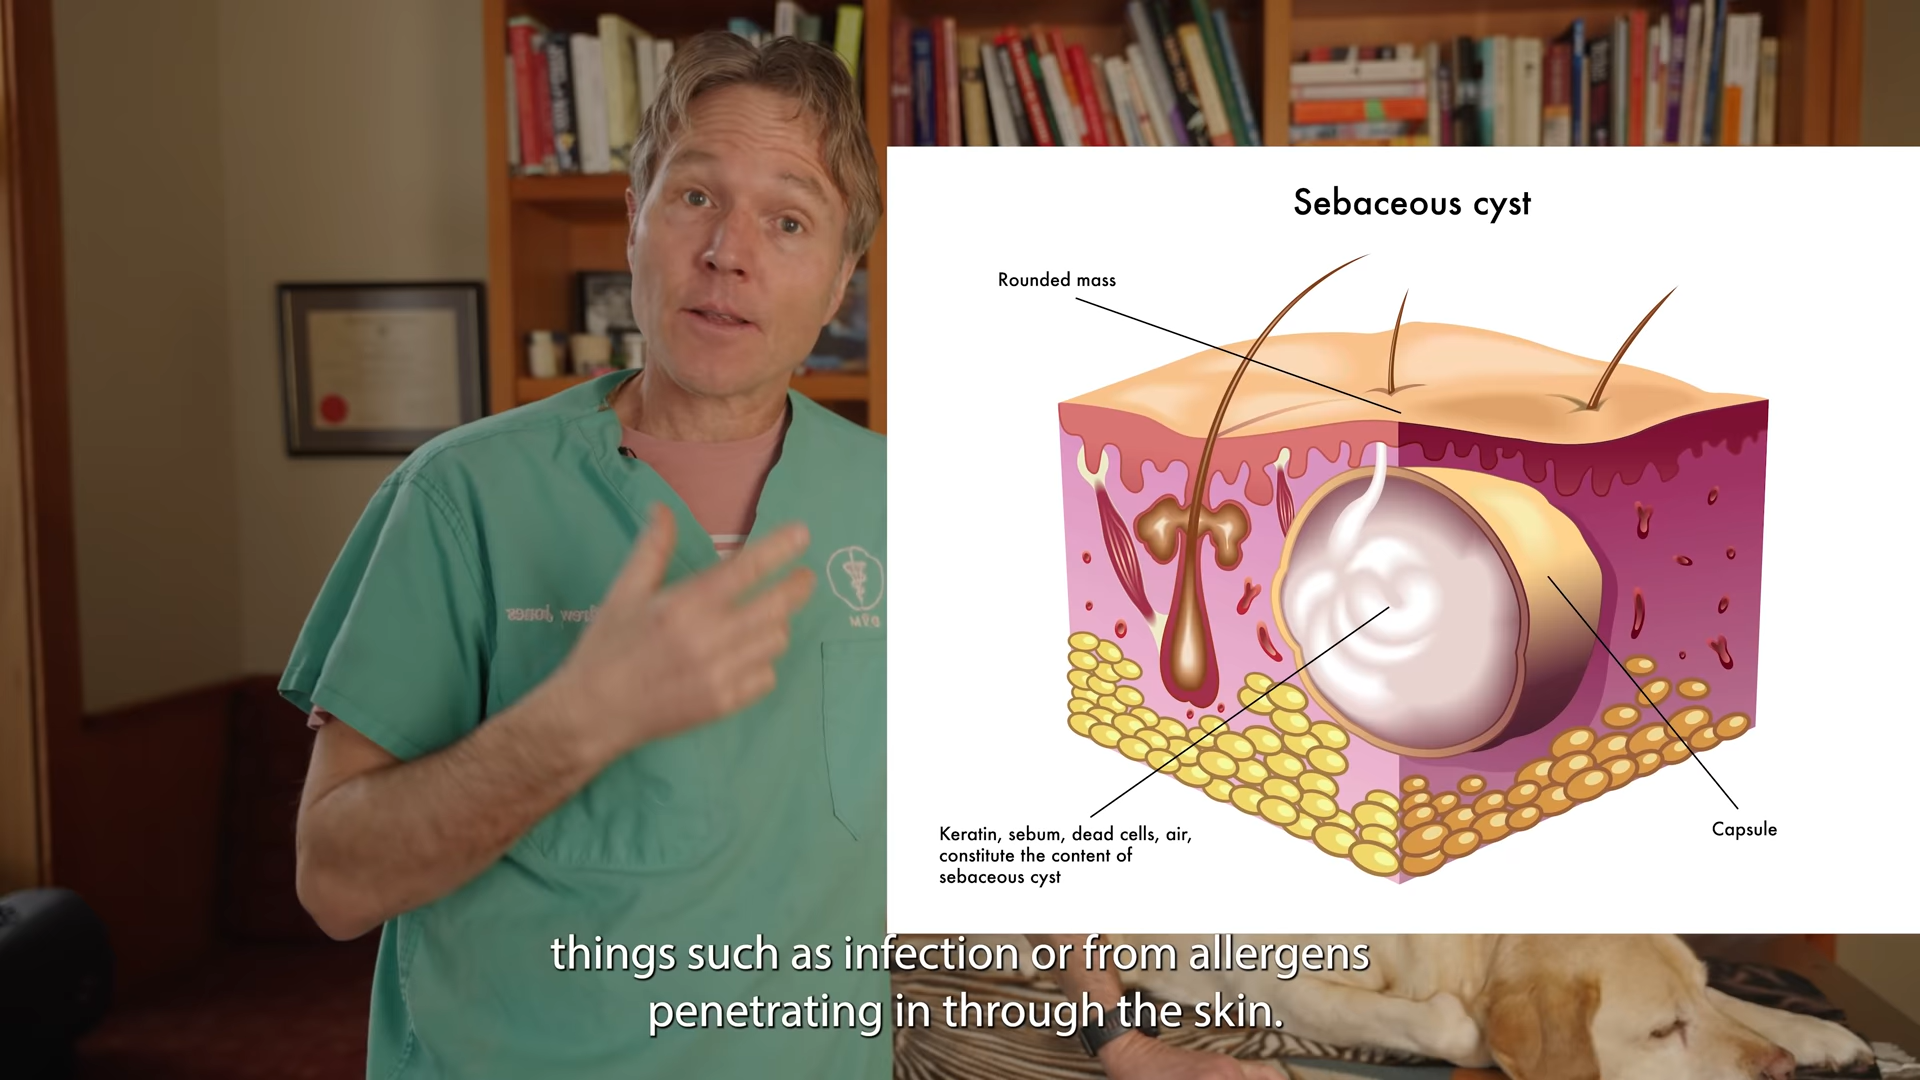 Sebaceous cyst
Rounded mass
Keratin, sebum, dead cells, air,
constitute the content of
sebaceous cyst
Capsule
things such as infection or from allergens
penetrating in through the skin.